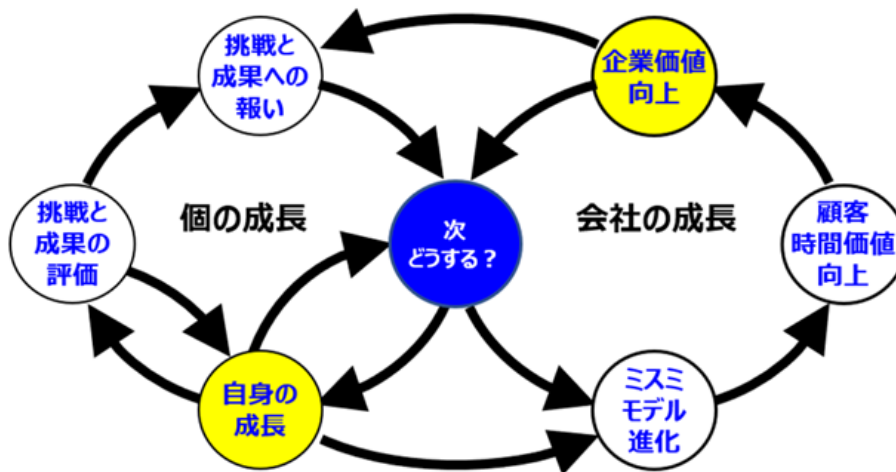 挑戦と
成果への
報い
企業価値
向上
挑戦と
成果の
評価
個の成長
次
どうする？
会社の成長
顧客
時間価値
向上
自身の
成長
ミスミ
モデル
進化